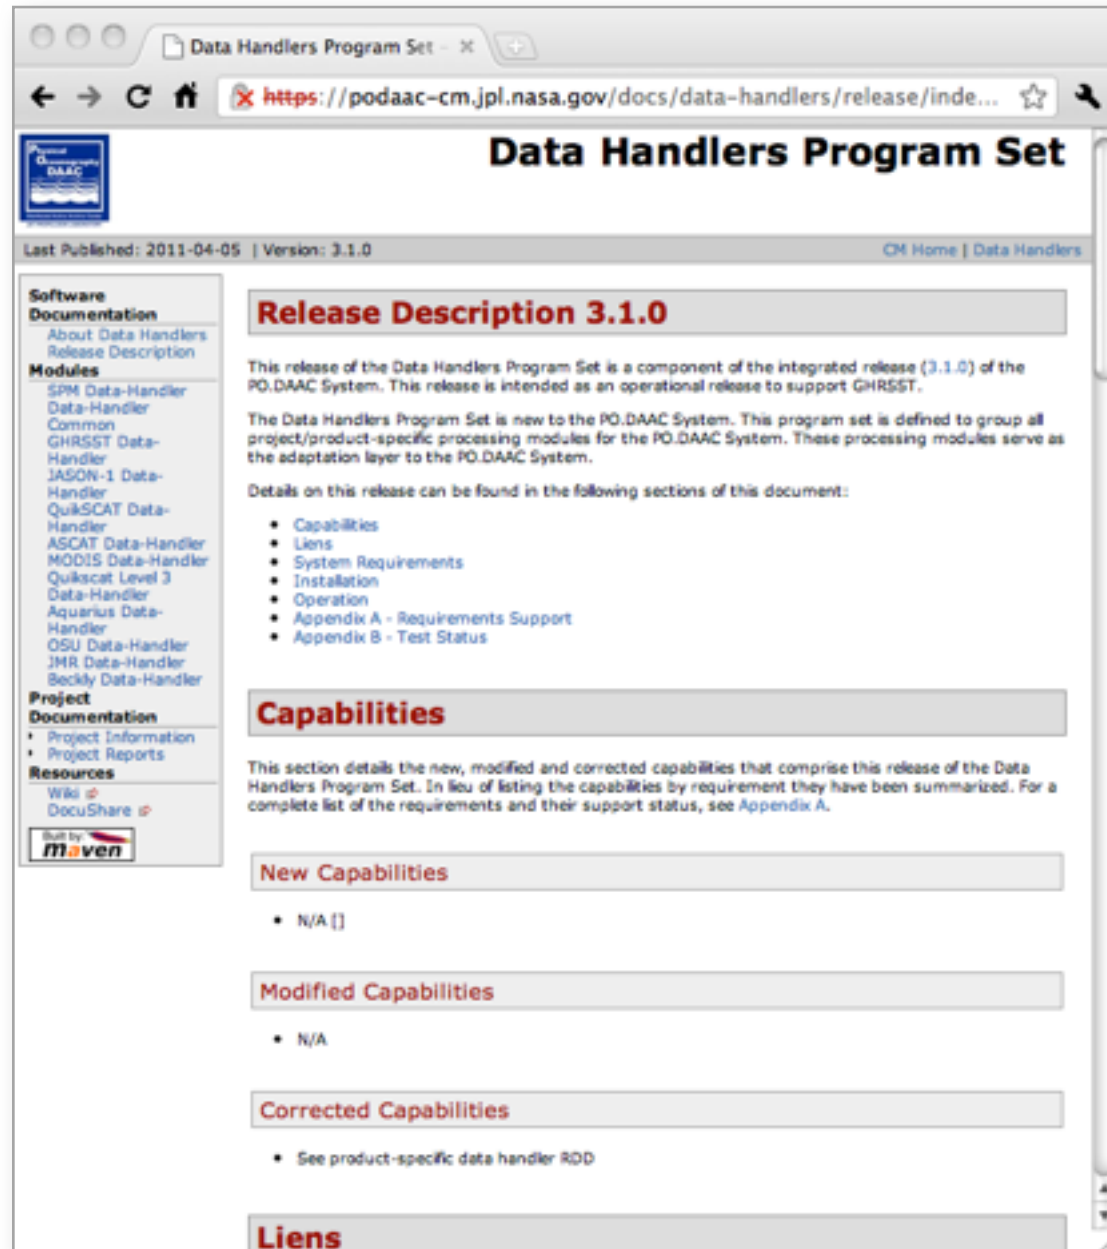 Data Handlers Program Set -
https://podaac-cm.jpl.nasa.gov/docs/data-handlers/release/inde...
Physical
Oceanography
DAAC
Data Handlers Program Set
Last Published: 2011-04-05 | Version: 3.1.0
CM Home | Data Handlers
Software
Documentation
About Data Handlers
Release Description
Modules
SPM Data-Handler
Data-Handler
Common
GHRSST Data-
Handler
JASON-1 Data-
Handler
QuikSCAT Data-
Handler
ASCAT Data-Handler
MODIS Data-Handler
Quikscat Level 3
Data-Handler
Aquarius Data-
Handler
OSU Data-Handler
JMR Data-Handler
Beckly Data-Handler
Project
Documentation
Project Information
Project Reports
Resources
Wiki
DocuShare
Built by:
maven
Release Description 3.1.0
This release of the Data Handlers Program Set is a component of the integrated release (3.1.0) of the
PO.DAAC System. This release is intended as an operational release to support GHRSST.
The Data Handlers Program Set is new to the PO.DAAC System. This program set is defined to group all
project/product-specific processing modules for the PO.DAAC System. These processing modules serve as
the adaptation layer to the PO.DAAC System.
Details on this release can be found in the following sections of this document:
• Capabilities
• Liens
• System Requirements
• Installation
• Operation
• Appendix A - Requirements Support
• Appendix B - Test Status
Capabilities
This section details the new, modified and corrected capabilities that comprise this release of the Data
Handlers Program Set. In lieu of listing the capabilities by requirement they have been summarized. For a
complete list of the requirements and their support status, see Appendix A.
New Capabilities
• N/A []
Modified Capabilities
• N/A
Corrected Capabilities
• See product-specific data handler RDD
Liens